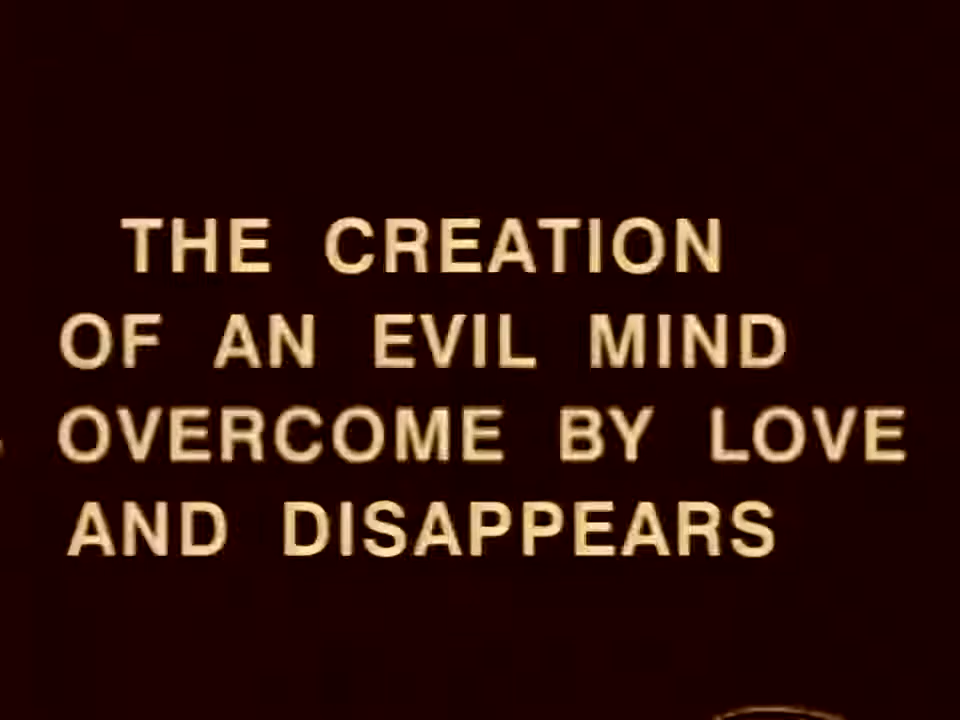 THE CREATION
OF AN EVIL MIND
OVERCOME BY LOVE
AND DISAPPEARS